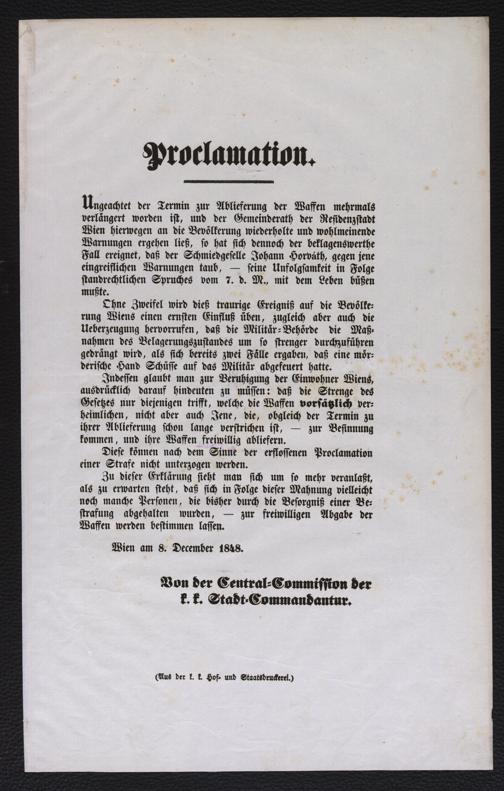 Proclamation.
Ungeachtet der Termin zur Ablieferung der Waffen mehrmals
verlängert worden ist, und der Gemeinderath der Residenzstadt
Wien hierwegen an die Bevölkerung wiederholte und wohlmeinende
Warnungen ergehen ließ, so hat sich dennoch der beklagenswerthe
Fall ereignet, daß der Schmiedgeselle Johann Horváth, gegen jene
eingreiflichen Warnungen taub, — seine Unfolgsamkeit in Folge
standrechtlichen Spruches vom 7. d. M., mit dem Leben büßen
mußte.
Ohne Zweifel wird dieß traurige Ereigniß auf die Bevölke-
rung Wiens einen ernsten Einfluß üben, zugleich aber auch die
Ueberzeugung hervorrufen, daß die Militär-Behörde die Maß-
nahmen des Belagerungszustandes um so strenger durchzuführen
gedrängt wird, als sich bereits zwei Fälle ergaben, daß eine mör-
derische Hand Schüsse auf das Militär abgefeuert hatte.
Indessen glaubt man zur Beruhigung der Einwohner Wiens,
ausdrücklich darauf hindeuten zu müssen: daß die Strenge des
Gesetzes nur diejenigen trifft, welche die Waffen vorsätzlich ver-
heimlichen, nicht aber auch Jene, die, obgleich der Termin zu
ihrer Ablieferung schon lange verstrichen ist, — zur Besinnung
kommen, und ihre Waffen freiwillig abliefern.
Diese können nach dem Sinne der erflossenen Proclamation
einer Strafe nicht unterzogen werden.
Zu dieser Erklärung sieht man sich um so mehr veranlaßt,
als zu erwarten steht, daß sich in Folge dieser Mahnung vielleicht
noch manche Personen, die bisher durch die Besorgniß einer Be-
strafung abgehalten wurden, — zur freiwilligen Abgabe der
Waffen werden bestimmen lassen.
Wien am 8. December 1848.
Von der Central-Commission der
k. k. Stadt-Commandantur.
(Aus der k. k. Hof- und Staatsdruckerei.)